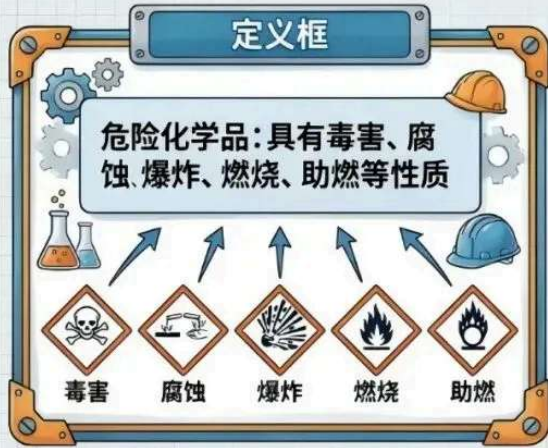 定义框
危险化学品：具有毒害、腐
蚀、爆炸、燃烧、助燃等性质
毒害 腐蚀 爆炸 燃烧 助燃